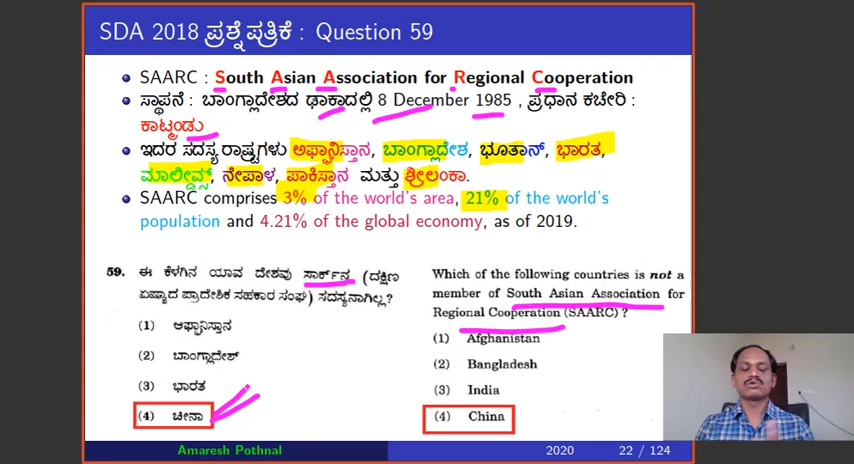 SDA 2018 ಪ್ರಶ್ನೆಪತ್ರಿಕೆ : Question 59
SAARC : South Asian Association for Regional Cooperation
ಸ್ಥಾಪನೆ : ಬಾಂಗ್ಲಾದೇಶದ ಢಾಕಾದಲ್ಲಿ 8 December 1985 , ಪ್ರಧಾನ ಕಚೇರಿ :
ಕಾಟ್ಮಂಡು
ಇದರ ಸದಸ್ಯ ರಾಷ್ಟ್ರಗಳು ಅಫ್ಘಾನಿಸ್ತಾನ, ಬಾಂಗ್ಲಾದೇಶ, ಭೂತಾನ್, ಭಾರತ,
ಮಾಲ್ಡೀವ್ಸ್, ನೇಪಾಳ, ಪಾಕಿಸ್ತಾನ ಮತ್ತು ಶ್ರೀಲಂಕಾ.
SAARC comprises 3% of the world's area, 21% of the world's
population and 4.21% of the global economy, as of 2019.
59. ಈ ಕೆಳಗಿನ ಯಾವ ದೇಶವು ಸಾರ್ಕ್‌ನ (ದಕ್ಷಿಣ
ಏಷ್ಯಾದ ಪ್ರಾದೇಶಿಕ ಸಹಕಾರ ಸಂಘ) ಸದಸ್ಯನಾಗಿಲ್ಲ?
(1) ಆಫ್ಘಾನಿಸ್ತಾನ
(2) ಬಾಂಗ್ಲಾದೇಶ್
(3) ಭಾರತ
(4) ಚೀನಾ
Which of the following countries is not a
member of South Asian Association for
Regional Cooperation (SAARC) ?
(1) Afghanistan
(2) Bangladesh
(3) India
(4) China
Amaresh Pothnal 2020 22 / 124